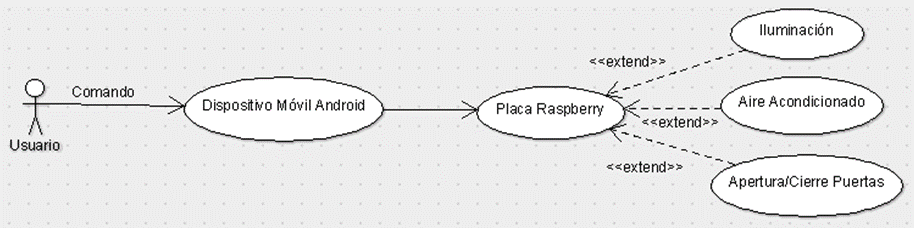 Iluminación
<<extend>>
Comando
Dispositivo Móvil Android
Placa Raspberry
Aire Acondicionado
<<extend>>
Usuario
<<extend>>
Apertura/Cierre Puertas